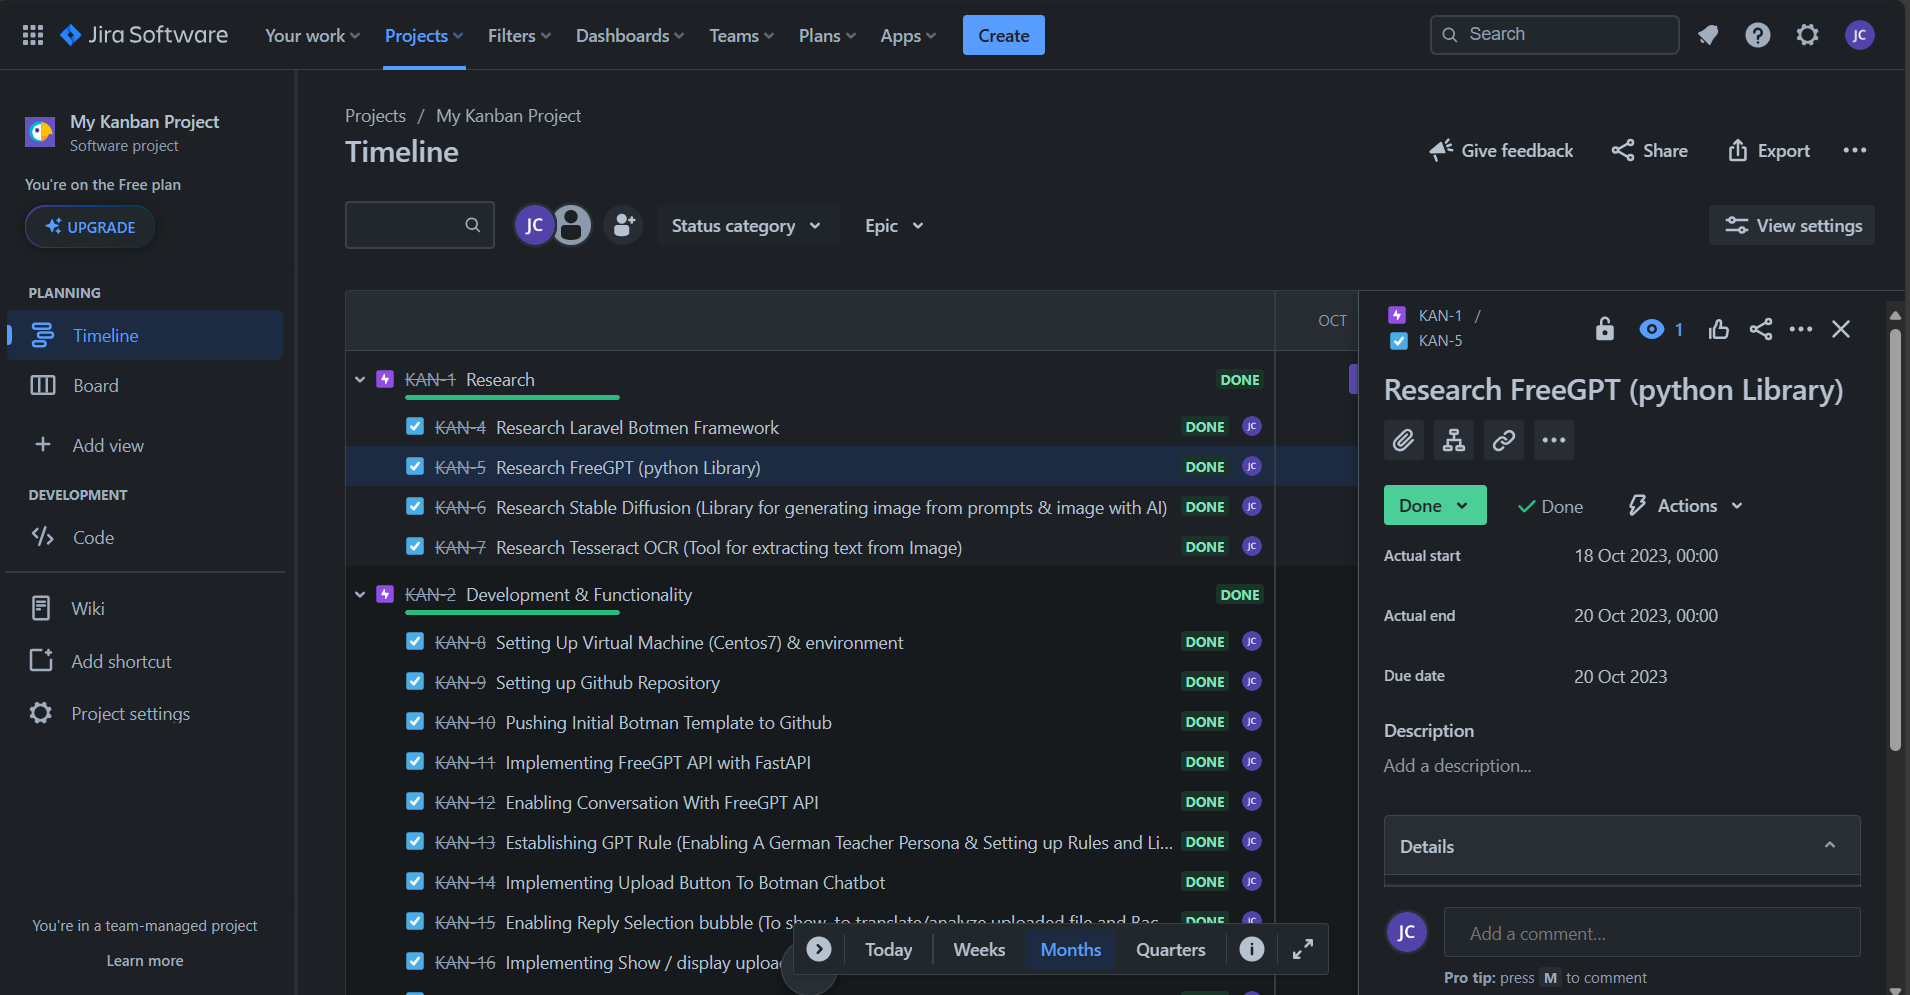 Jira Software
Your work
Projects
Filters
Dashboards
Teams
Plans
Apps
Create
Search
JC
My Kanban Project
Software project
You're on the Free plan
UPGRADE
PLANNING
Timeline
Board
Add view
DEVELOPMENT
Code
Wiki
Add shortcut
Project settings
You're in a team-managed project
Learn more
Projects / My Kanban Project
Timeline
Give feedback
Share
Export
JC
Status category
Epic
View settings
OCT
KAN-1 Research DONE
KAN-4 Research Laravel Botmen Framework DONE JC
KAN-5 Research FreeGPT (python Library) DONE JC
KAN-6 Research Stable Diffusion (Library for generating image from prompts & image with AI) DONE JC
KAN-7 Research Tesseract OCR (Tool for extracting text from Image) DONE JC
KAN-2 Development & Functionality DONE
KAN-8 Setting Up Virtual Machine (Centos7) & environment DONE JC
KAN-9 Setting up Github Repository DONE JC
KAN-10 Pushing Initial Botman Template to Github DONE JC
KAN-11 Implementing FreeGPT API with FastAPI DONE JC
KAN-12 Enabling Conversation With FreeGPT API DONE JC
KAN-13 Establishing GPT Rule (Enabling A German Teacher Persona & Setting up Rules and Li... DONE JC
KAN-14 Implementing Upload Button To Botman Chatbot DONE JC
KAN-15 Enabling Reply Selection bubble (To show, to translate/analyze uploaded file and Bac DONE JC
KAN-16 Implementing Show / display
Today
Weeks
Months
Quarters
KAN-1 /
KAN-5
1
Research FreeGPT (python Library)
Done
Done
Actions
Actual start 18 Oct 2023, 00:00
Actual end 20 Oct 2023, 00:00
Due date 20 Oct 2023
Description
Add a description...
Details
JC
Add a comment...
Pro tip: press M to comment